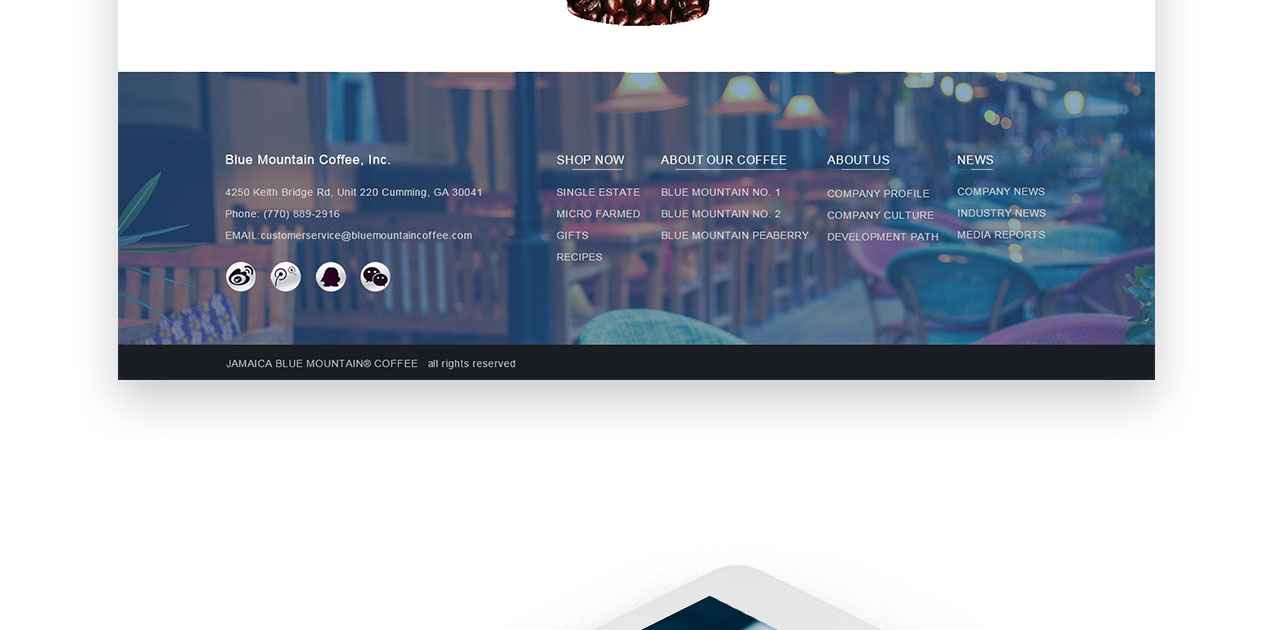 Blue Mountain Coffee, Inc.
4250 Keith Bridge Rd, Unit 220 Cumming, GA 30041
Phone: (770) 889-2916
EMAIL:customerservice@bluemountaincoffee.com
SHOP NOW
SINGLE ESTATE
MICRO FARMED
GIFTS
RECIPES
ABOUT OUR COFFEE
BLUE MOUNTAIN NO. 1
BLUE MOUNTAIN NO. 2
BLUE MOUNTAIN PEABERRY
ABOUT US
COMPANY PROFILE
COMPANY CULTURE
DEVELOPMENT PATH
NEWS
COMPANY NEWS
INDUSTRY NEWS
MEDIA REPORTS
JAMAICA BLUE MOUNTAIN® COFFEE all rights reserved